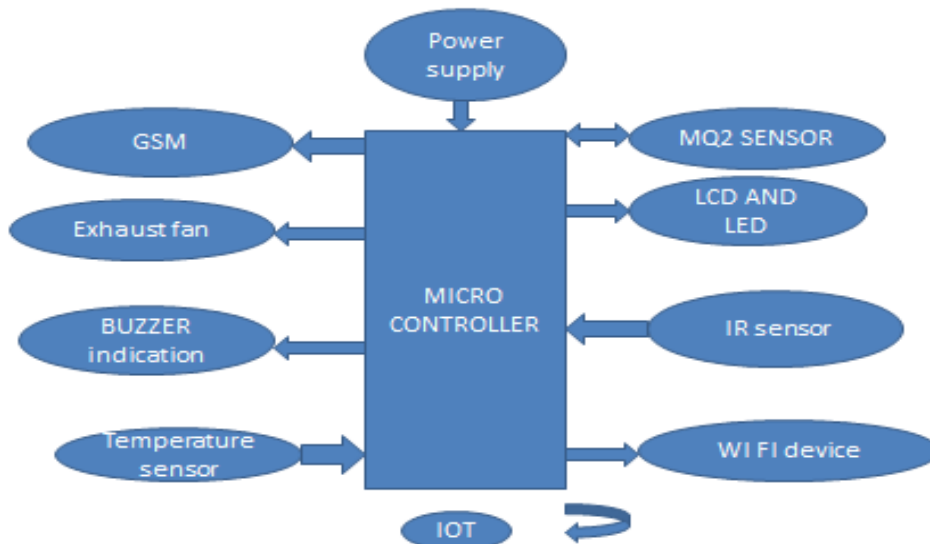 Power
supply
GSM
MQ2 SENSOR
LCD AND
LED
Exhaust fan
MICRO
CONTROLLER
BUZZER
indication
IR sensor
Temperature
sensor
WI FI device
IOT